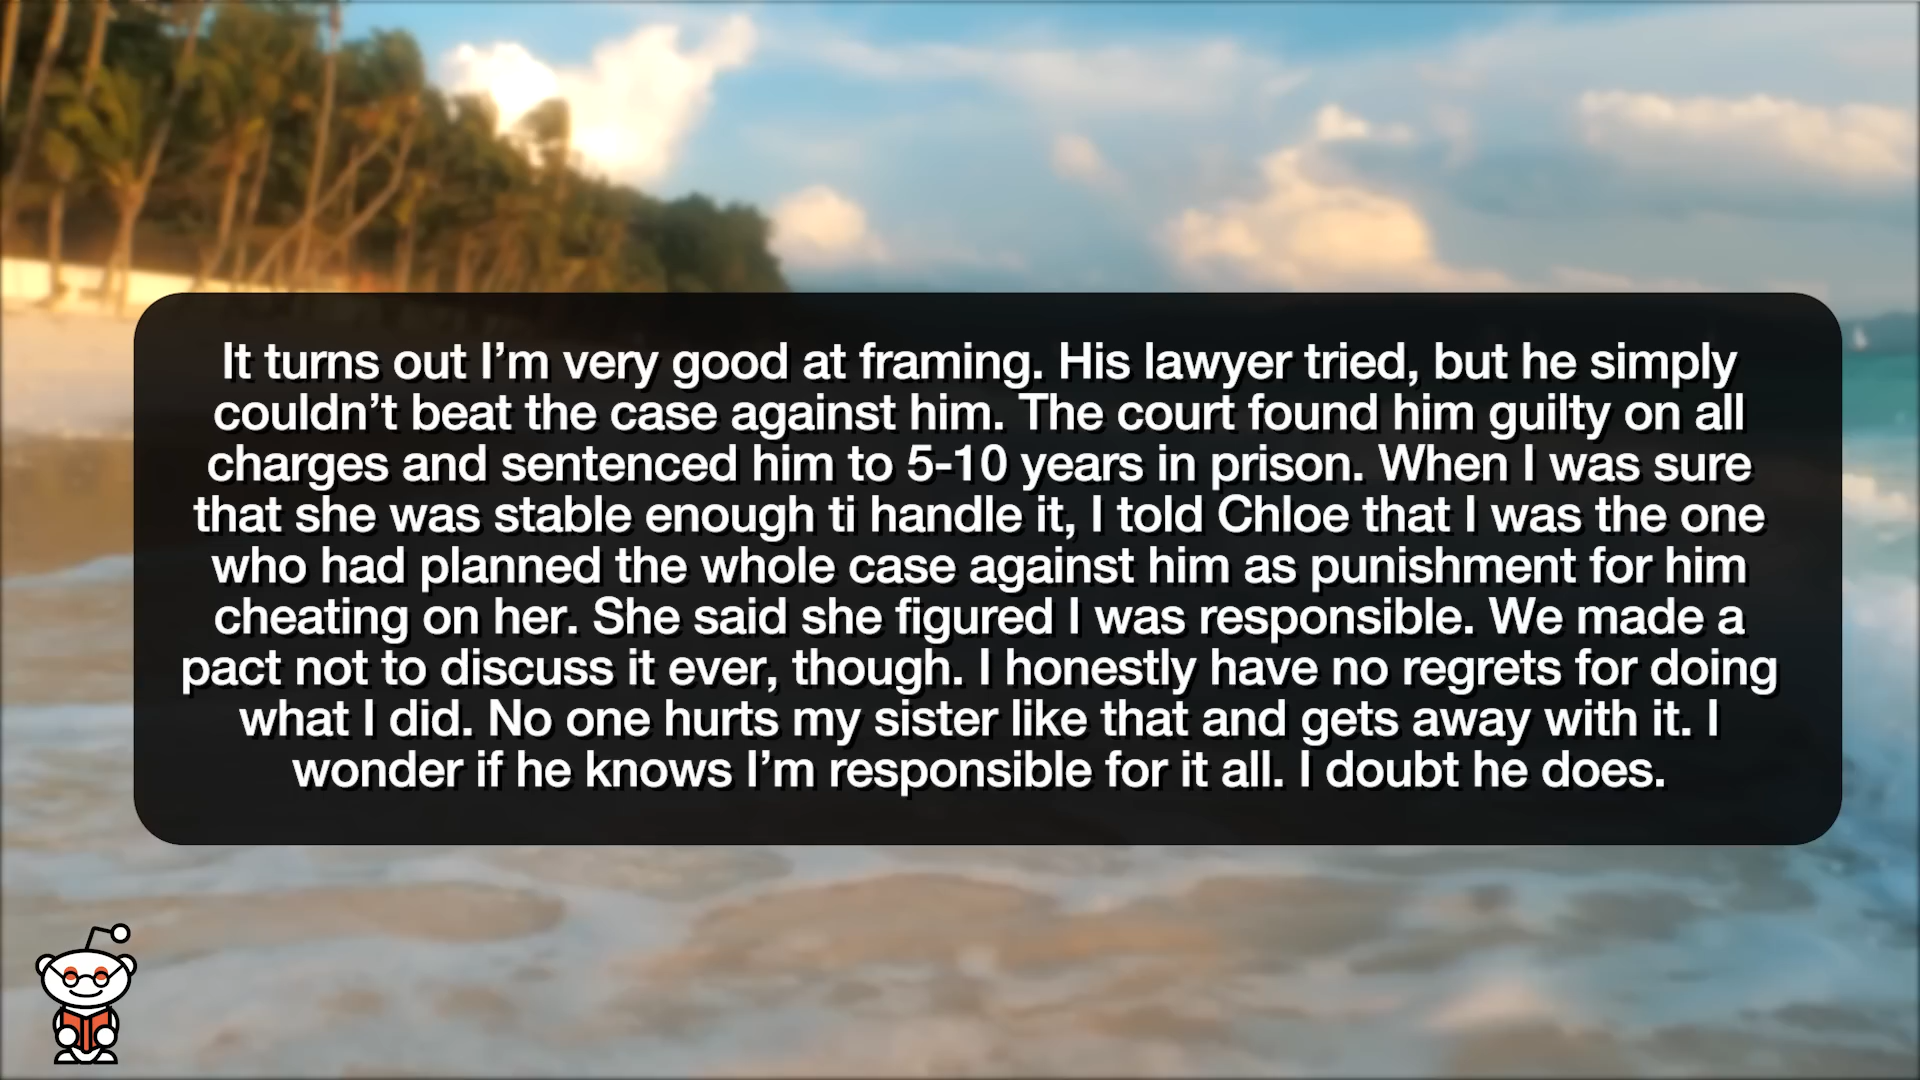 It turns out I’m very good at framing. His lawyer tried, but he simply
couldn’t beat the case against him. The court found him guilty on all
charges and sentenced him to 5-10 years in prison. When I was sure
that she was stable enough ti handle it, I told Chloe that I was the one
who had planned the whole case against him as punishment for him
cheating on her. She said she figured I was responsible. We made a
pact not to discuss it ever, though. I honestly have no regrets for doing
what I did. No one hurts my sister like that and gets away with it. I
wonder if he knows I’m responsible for it all. I doubt he does.